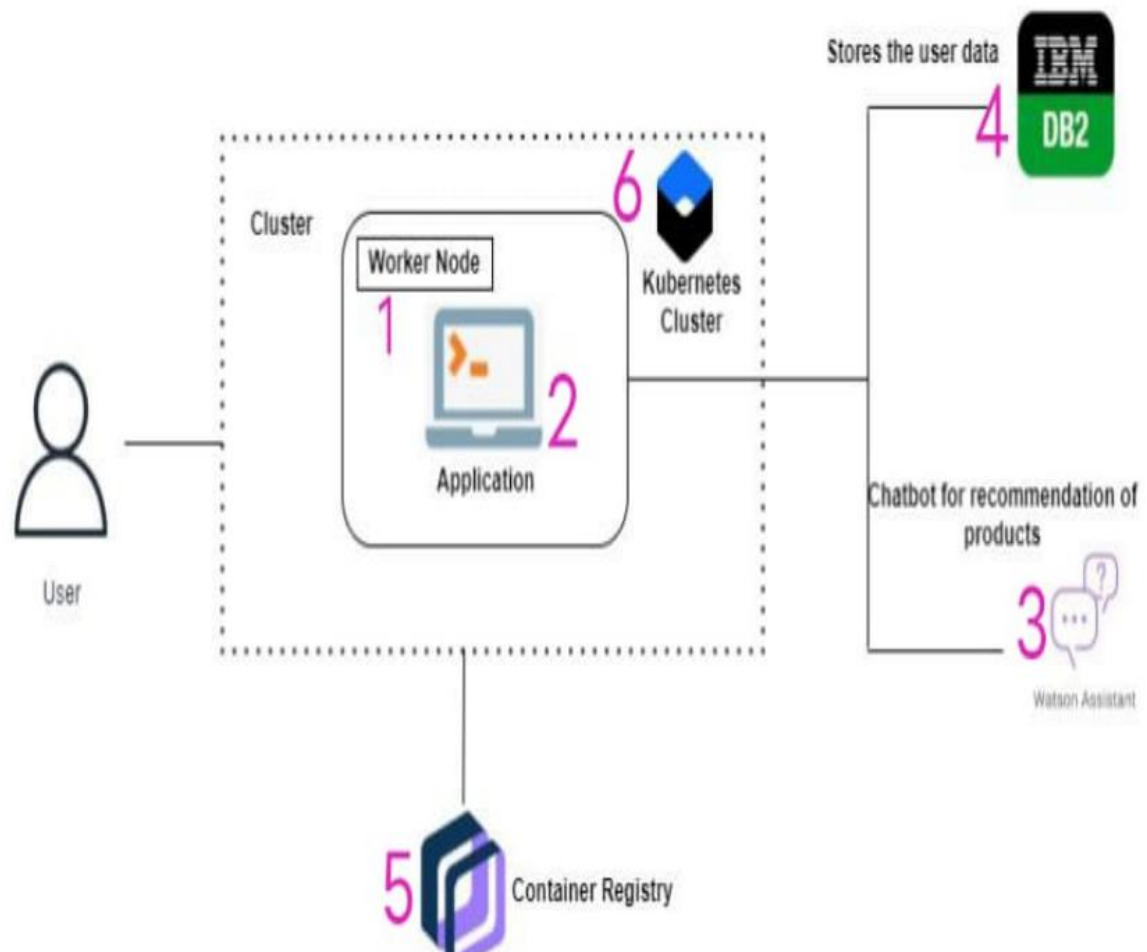 Stores the user data
IBM
4
DB2
6
Cluster
Worker Node
Kubernetes
Cluster
1
2
Application
Chatbot for recommendation of
products
User
3
?
Watson Assistant
5
Container Registry